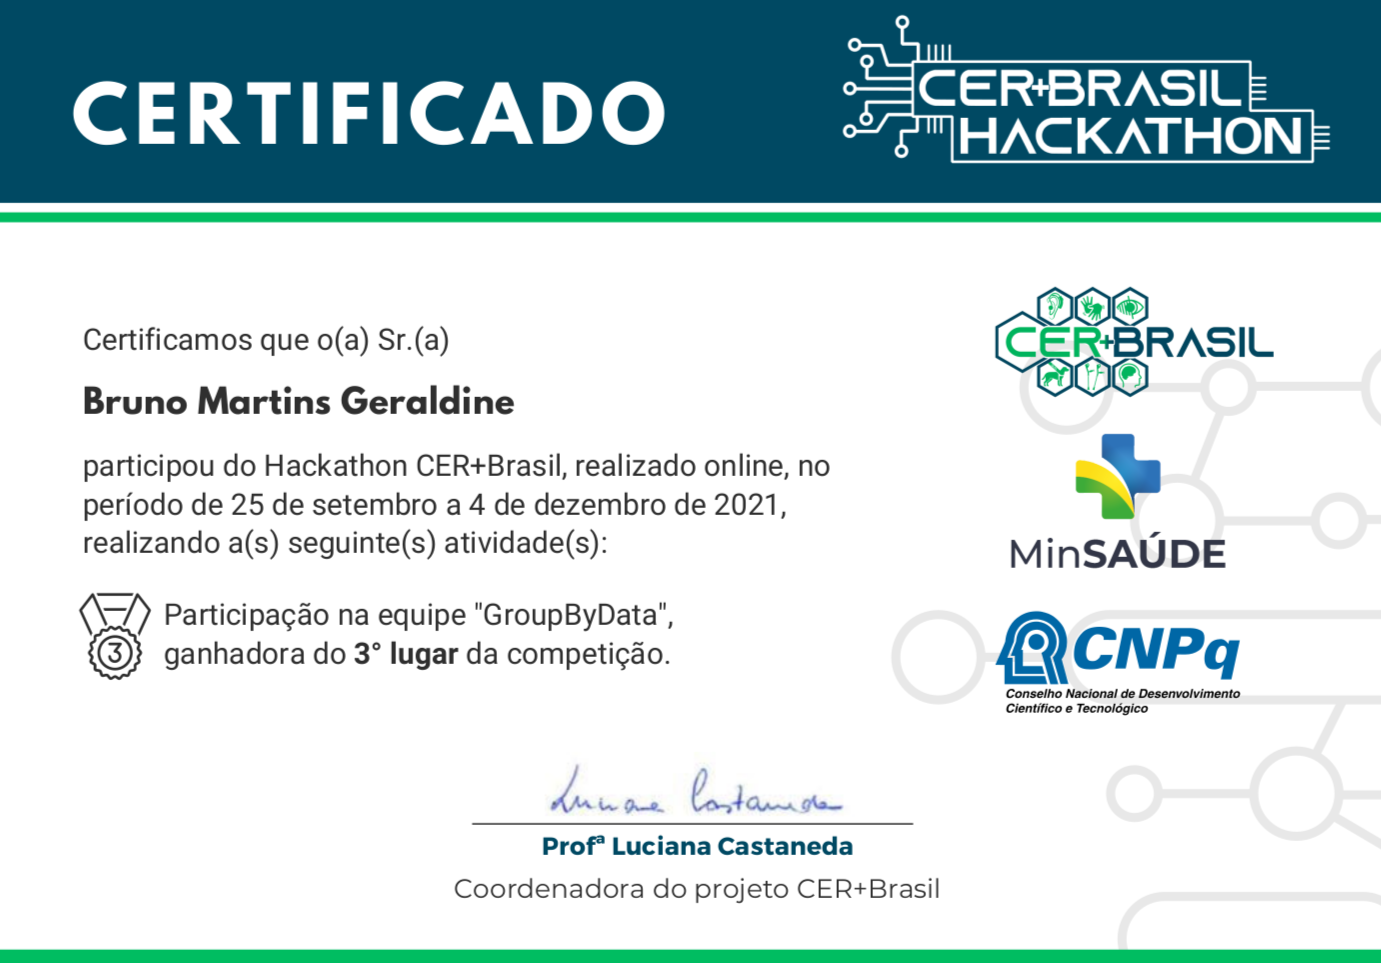 CERTIFICADO
CER+BRASIL
HACKATHON
Certificamos que o(a) Sr.(a)
Bruno Martins Geraldine
participou do Hackathon CER+Brasil, realizado online, no
período de 25 de setembro a 4 de dezembro de 2021,
realizando a(s) seguinte(s) atividade(s):
3
Participação na equipe "GroupByData",
ganhadora do 3° lugar da competição.
CER+BRASIL
MinSAÚDE
CNPq
Conselho Nacional de Desenvolvimento
Científico e Tecnológico
Luciana Castaneda
Profª Luciana Castaneda
Coordenadora do projeto CER+Brasil